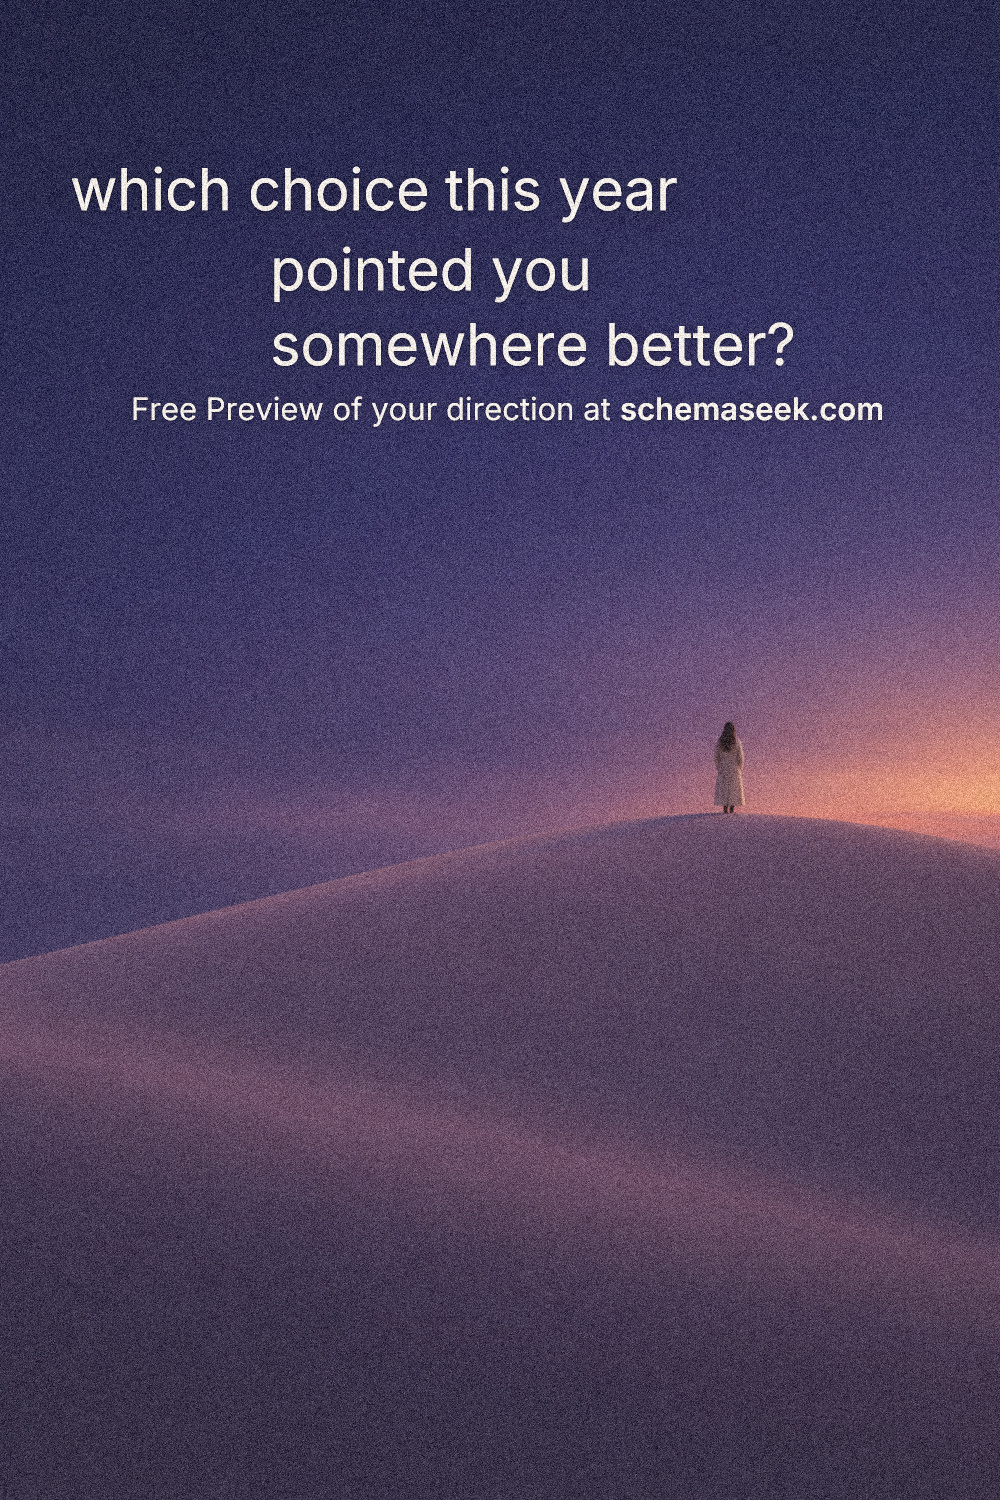 which choice this year
pointed you
somewhere better?
Free Preview of your direction at schemaseek.com